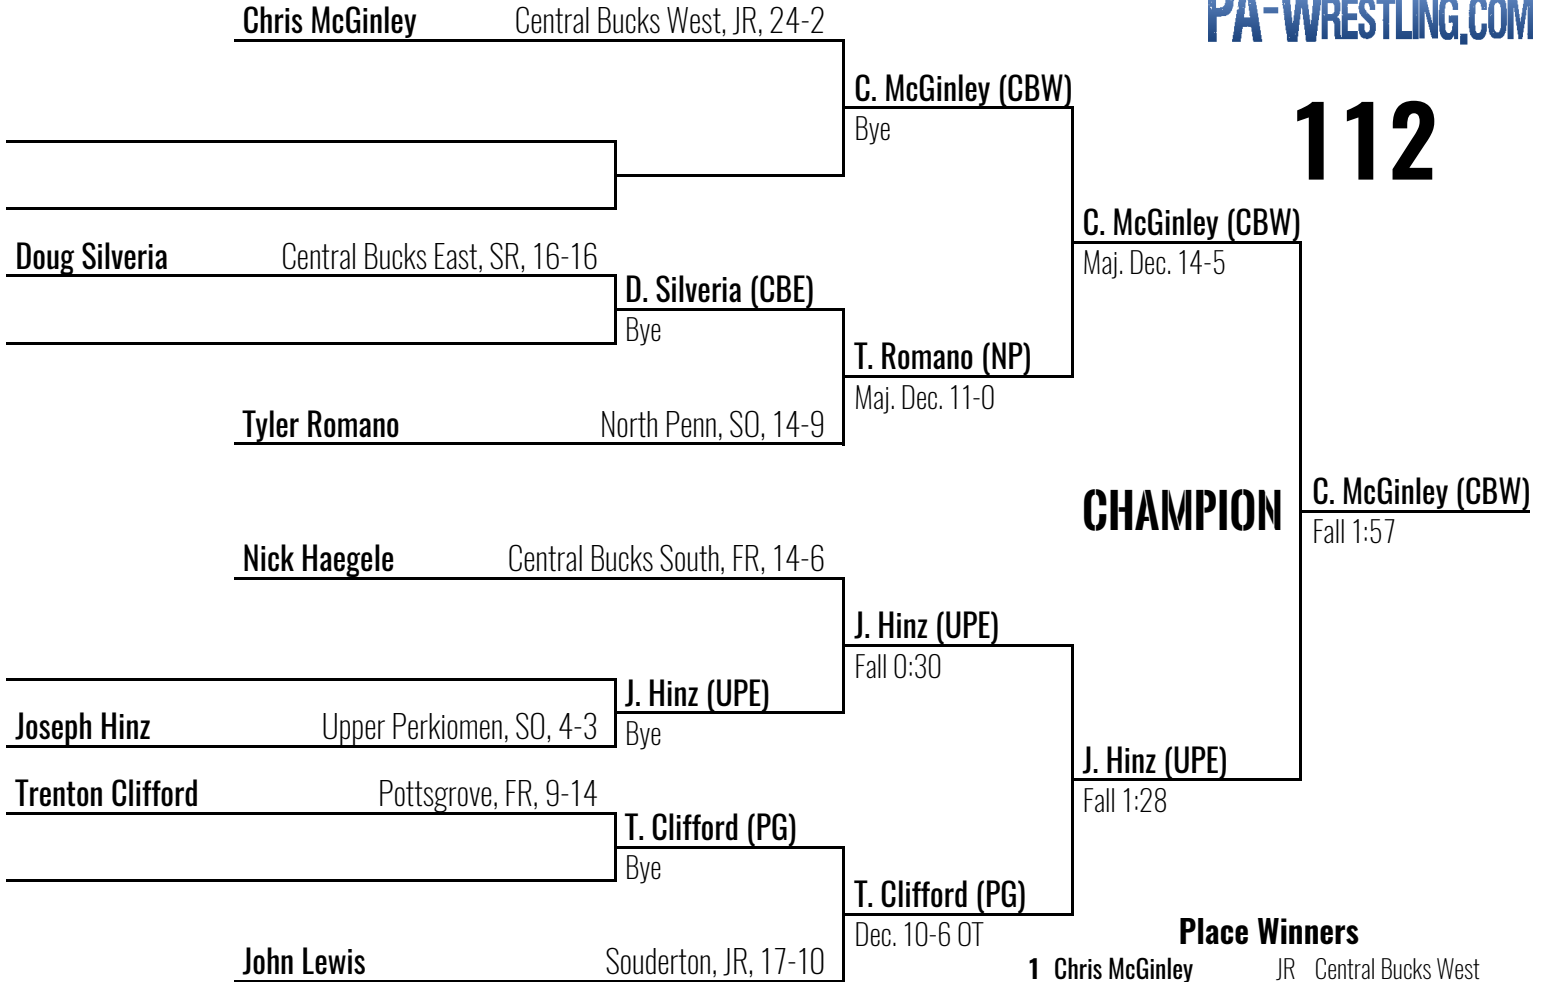 Chris McGinley Central Bucks West, JR, 24-2
PA-WRESTLING.COM
C. McGinley (CBW)
Bye
112
C. McGinley (CBW)
Maj. Dec. 14-5
Doug Silveria Central Bucks East, SR, 16-16
D. Silveria (CBE)
Bye
T. Romano (NP)
Maj. Dec. 11-0
Tyler Romano North Penn, SO, 14-9
CHAMPION
C. McGinley (CBW)
Fall 1:57
Nick Haegele Central Bucks South, FR, 14-6
J. Hinz (UPE)
Fall 0:30
J. Hinz (UPE)
Bye
Joseph Hinz Upper Perkiomen, SO, 4-3
J. Hinz (UPE)
Fall 1:28
Trenton Clifford Pottsgrove, FR, 9-14
T. Clifford (PG)
Bye
T. Clifford (PG)
Dec. 10-6 OT
John Lewis Souderton, JR, 17-10
Place Winners
1 Chris McGinley JR Central Bucks West